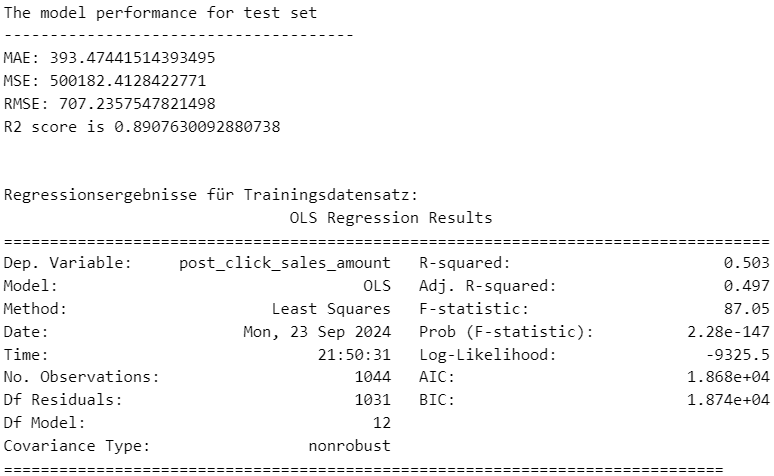 The model performance for test set
--------------------------------------
MAE: 393.47441514393495
MSE: 500182.4128422771
RMSE: 707.2357547821498
R2 score is 0.8907630092880738
Regressionsergebnisse für Trainingsdatensatz:
OLS Regression Results
==============================================================================
Dep. Variable: post_click_sales_amount R-squared: 0.503
Model: OLS Adj. R-squared: 0.497
Method: Least Squares F-statistic: 87.05
Date: Mon, 23 Sep 2024 Prob (F-statistic): 2.28e-147
Time: 21:50:31 Log-Likelihood: -9325.5
No. Observations: 1044 AIC: 1.868e+04
Df Residuals: 1031 BIC: 1.874e+04
Df Model: 12
Covariance Type: nonrobust
==============================================================================